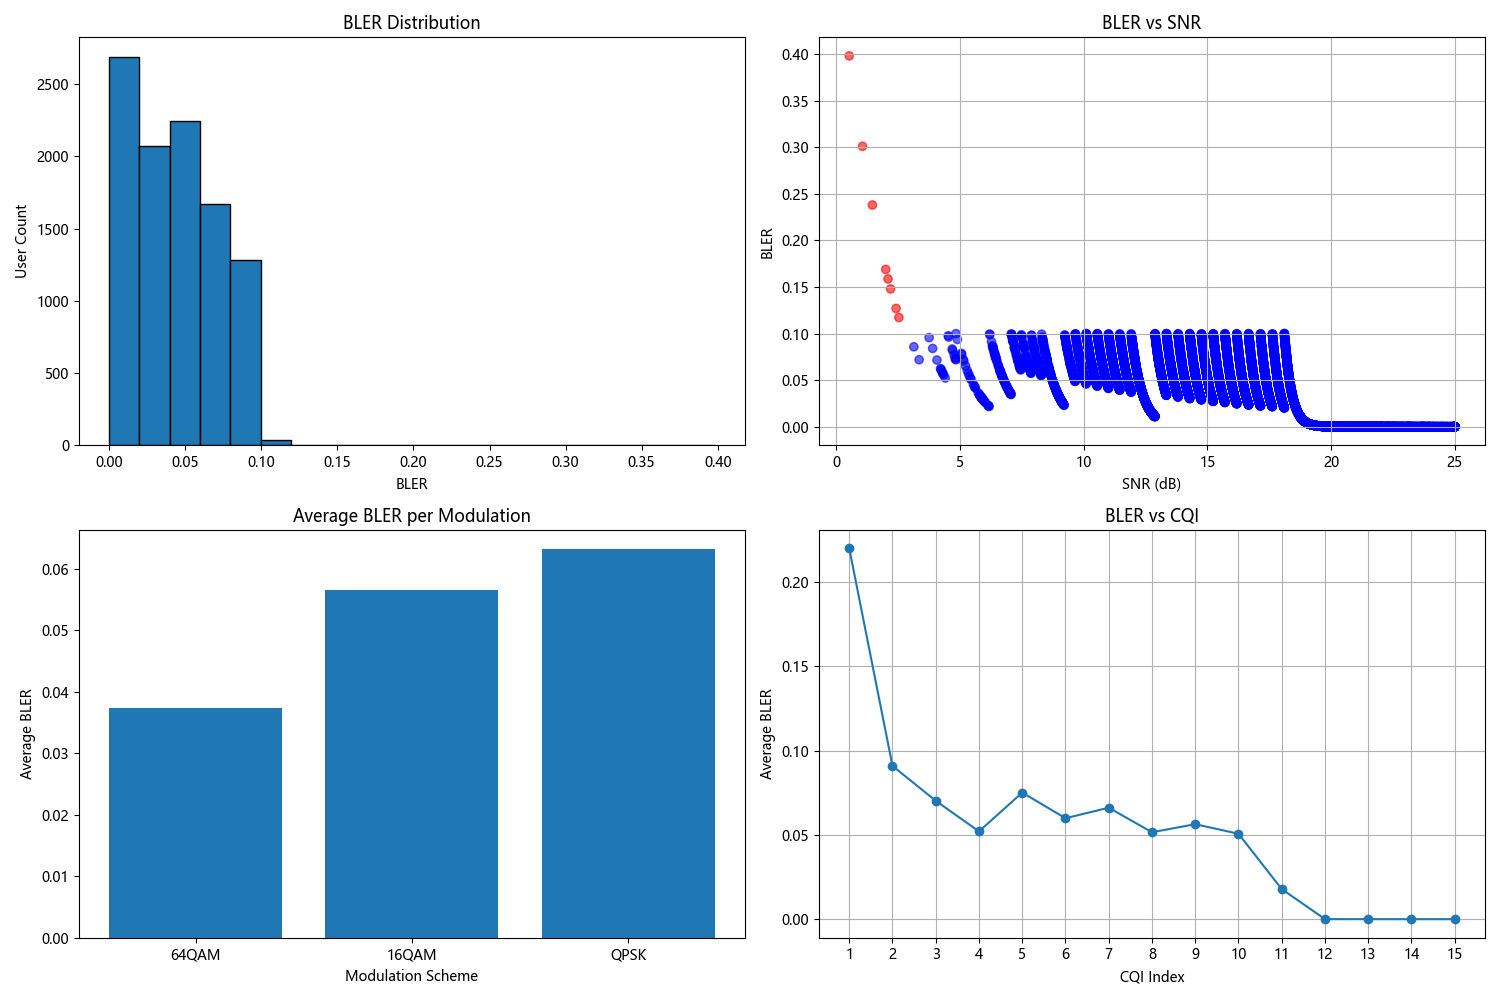 BLER Distribution
2500
2000
1500
1000
500
0
User Count
0.00 0.05 0.10 0.15 0.20 0.25 0.30 0.35 0.40
BLER
BLER vs SNR
0.40
0.35
0.30
0.25
0.20
0.15
0.10
0.05
0.00
BLER
0 5 10 15 20 25
SNR (dB)
Average BLER per Modulation
0.06
0.05
0.04
0.03
0.02
0.01
0.00
Average BLER
64QAM 16QAM QPSK
Modulation Scheme
BLER vs CQI
0.20
0.15
0.10
0.05
0.00
Average BLER
1 2 3 4 5 6 7 8 9 10 11 12 13 14 15
CQI Index